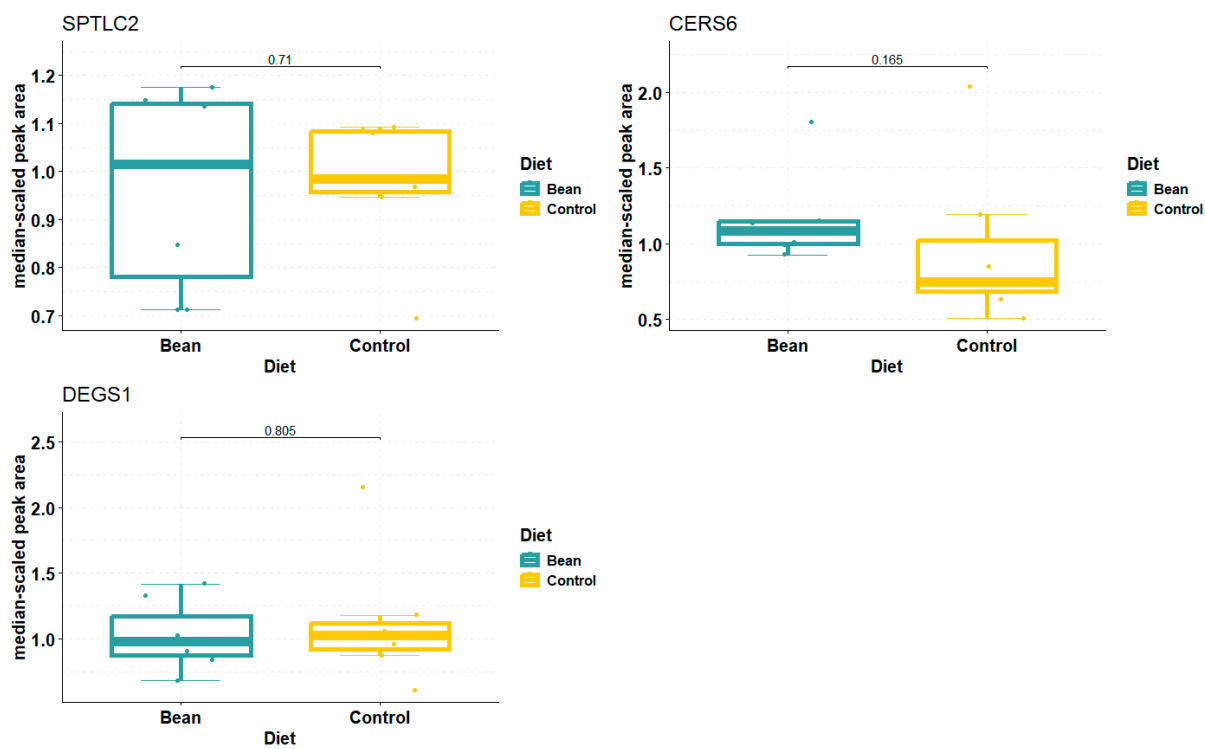 SPTLC2
0.71
1.2
1.1
1.0
0.9
0.8
0.7
median-scaled peak area
Bean
Control
Diet
Diet
Bean
Control
CERS6
0.165
2.0
1.5
1.0
0.5
median-scaled peak area
Bean
Control
Diet
Diet
Bean
Control
DEGS1
0.805
2.5
2.0
1.5
1.0
median-scaled peak area
Bean
Control
Diet
Diet
Bean
Control